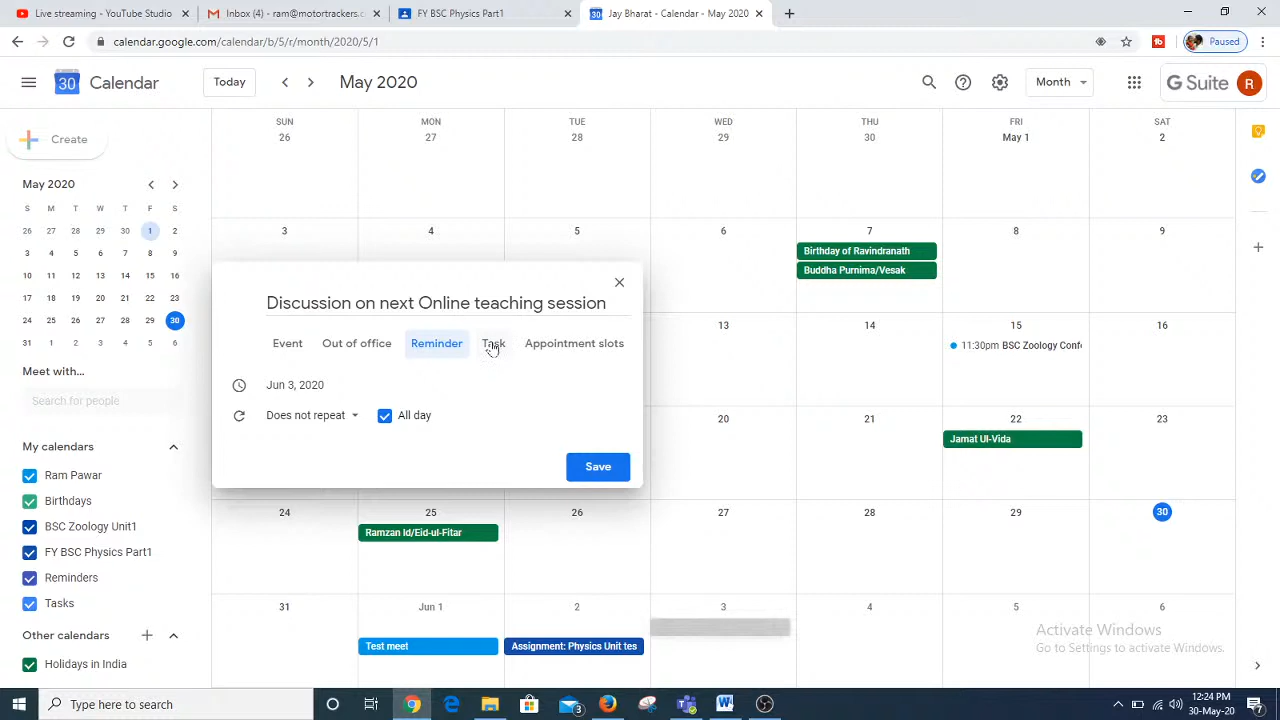 Live streaming - YouTube Studio
Inbox (6) - ram@motorackers.c
FY BSC Physics Part1
Jay Bharat - Calendar - May 2020
calendar.google.com/calendar/b/5/r/month/2020/5/1
Paused
30 Calendar
Today
May 2020
Month
G Suite R
Create
May 2020
S M T W T F S
26 27 28 29 30 1 2
3 4 5 6 7 8 9
10 11 12 13 14 15 16
17 18 19 20 21 22 23
24 25 26 27 28 29 30
31 1 2 3 4 5 6
Meet with...
Search for people
My calendars
Ram Pawar
Birthdays
BSC Zoology Unit1
FY BSC Physics Part1
Reminders
Tasks
Other calendars
Holidays in India
SUN MON TUE WED THU FRI SAT
26 27 28 29 30 May 1 2
3 4 5 6 7 8 9
Birthday of Ravindranath
Buddha Purnima/Vesak
Discussion on next Online teaching session
Event Out of office Reminder Task Appointment slots
Jun 3, 2020
Does not repeat All day
Save
13 14 15 16
11:30pm BSC Zoology Conf
20 21 22 23
Jamat Ul-Vida
24 25 26 27 28 29 30
Ramzan Id/Eid-ul-Fitar
31 Jun 1 2 3 4 5 6
Test meet
Assignment: Physics Unit tes
Activate Windows
Go to Settings to activate Windows.
Type here to search
3
12:24 PM
30-May-20